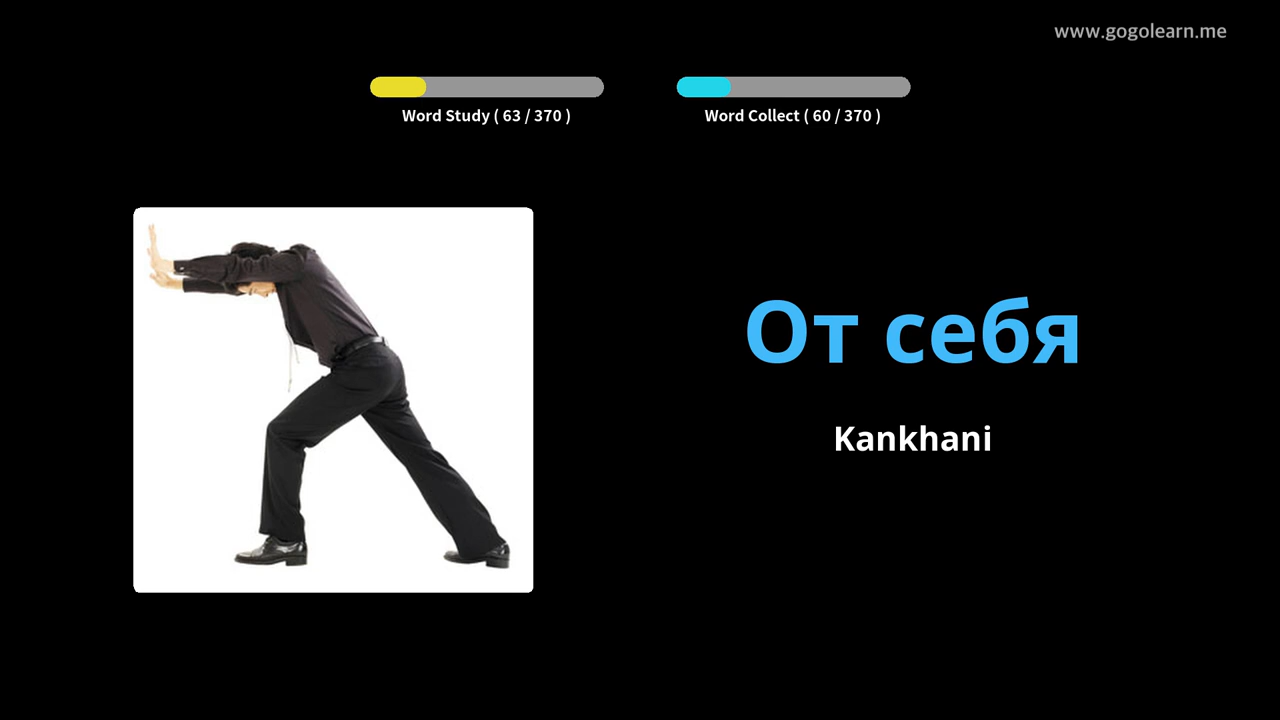 www.gogolearn.me
Word Study ( 63 / 370 )
Word Collect ( 60 / 370 )
От себя
Kankhani